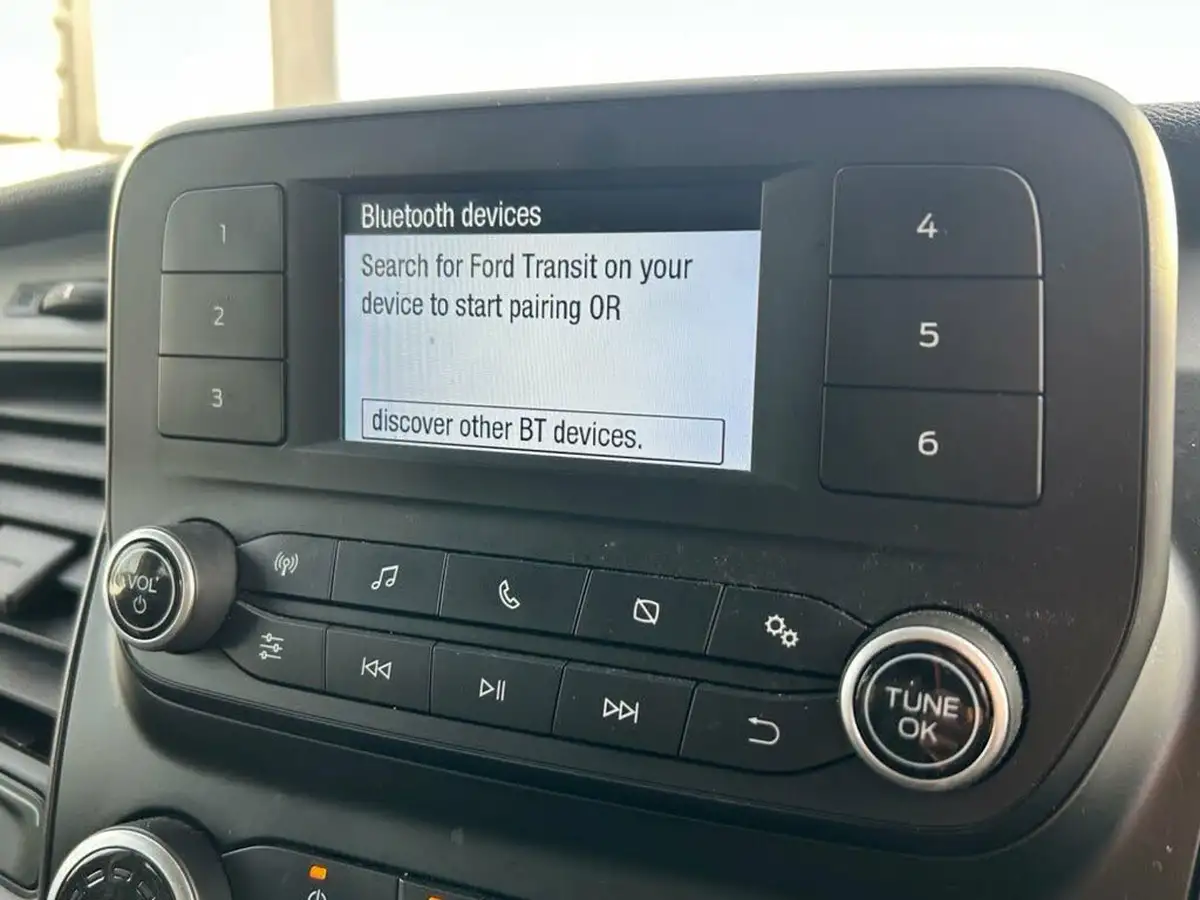 Bluetooth devices
Search for Ford Transit on your
device to start pairing OR
discover other BT devices.
1
2
3
4
5
6
VOL
TUNE
OK